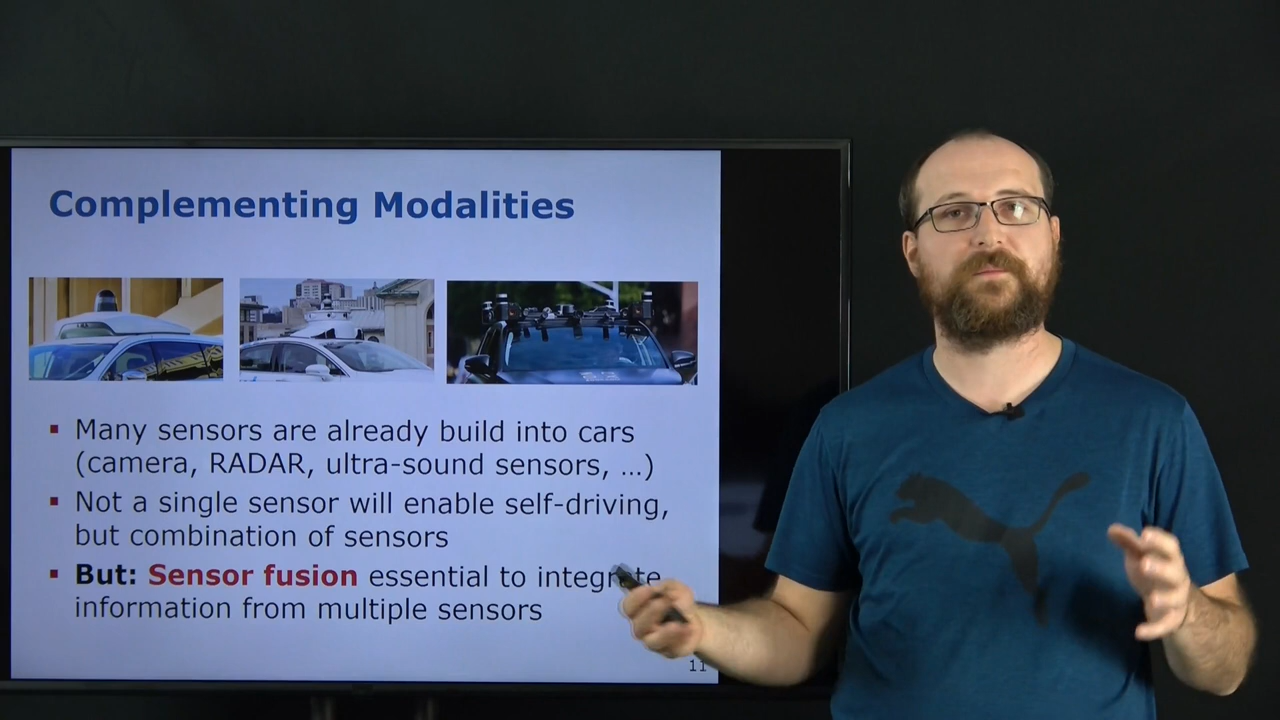 Complementing Modalities
▪ Many sensors are already build into cars
(camera, RADAR, ultra-sound sensors, …)
▪ Not a single sensor will enable self-driving,
but combination of sensors
▪ But: Sensor fusion essential to integrate
information from multiple sensors
11